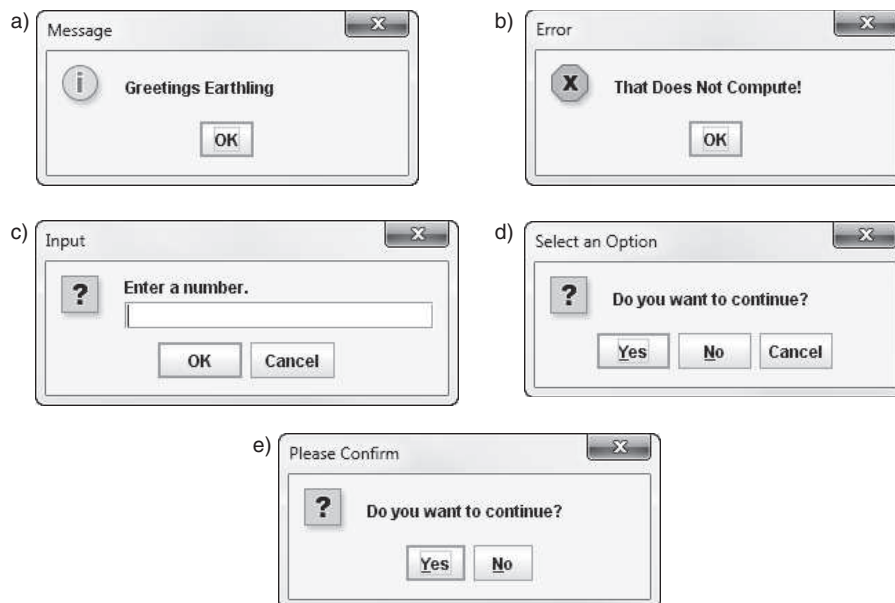 a)
Message
X
i
Greetings Earthling
OK
b)
Error
X
X
That Does Not Compute!
OK
c)
Input
X
?
Enter a number.
OK Cancel
d)
Select an Option
X
?
Do you want to continue?
Yes No Cancel
e)
Please Confirm
X
?
Do you want to continue?
Yes No